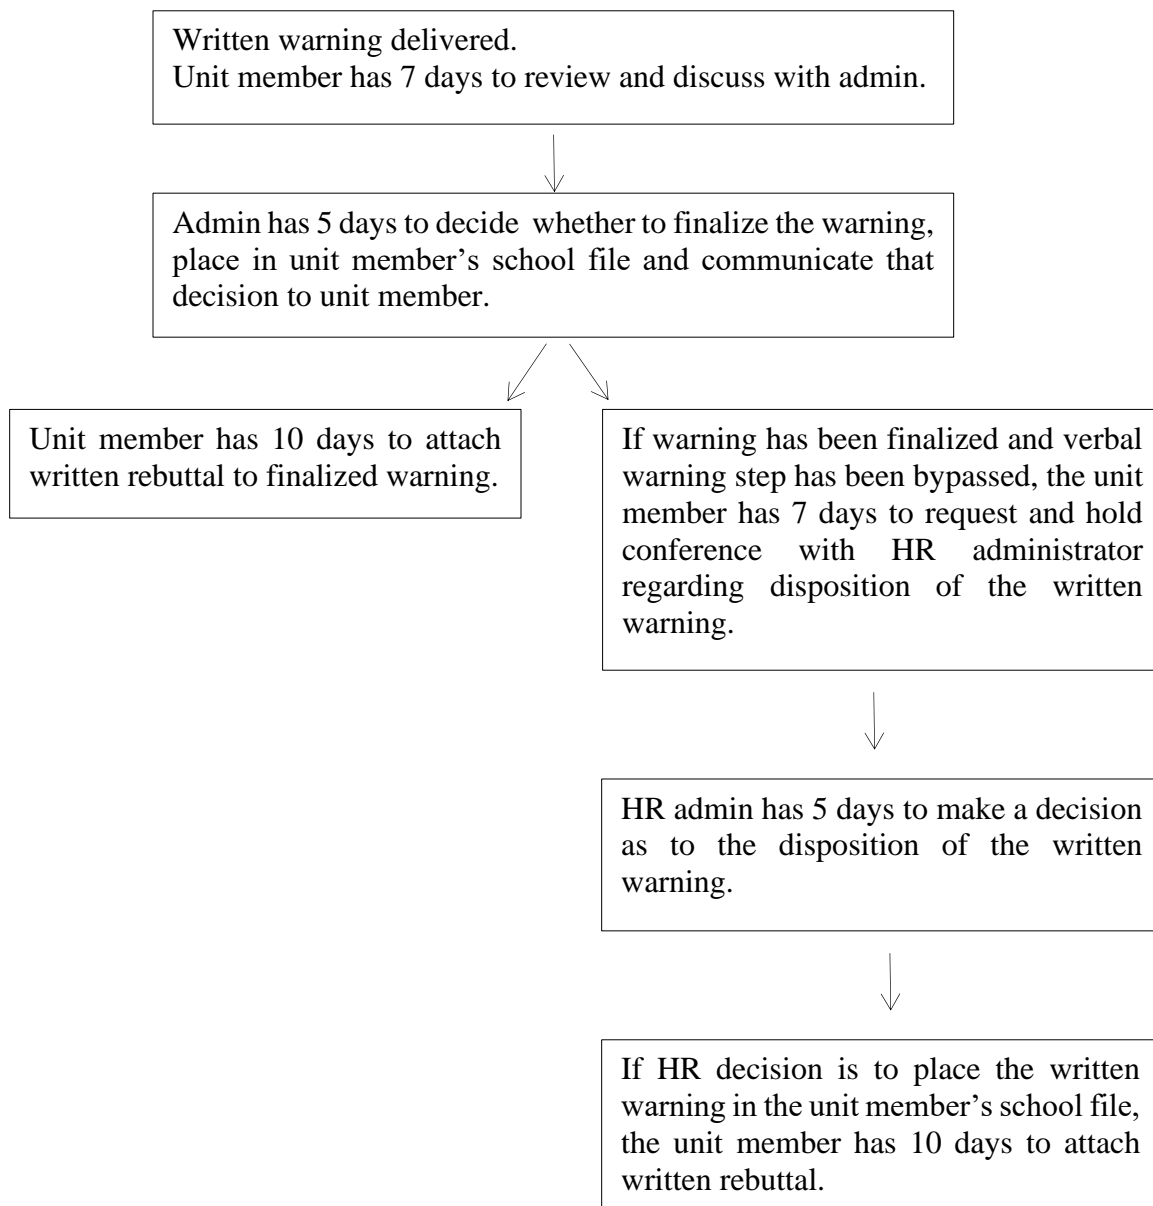 Written warning delivered.
Unit member has 7 days to review and discuss with admin.
Admin has 5 days to decide whether to finalize the warning,
place in unit member's school file and communicate that
decision to unit member.
Unit member has 10 days to attach
written rebuttal to finalized warning.
If warning has been finalized and verbal
warning step has been bypassed, the unit
member has 7 days to request and hold
conference with HR administrator
regarding disposition of the written
warning.
HR admin has 5 days to make a decision
as to the disposition of the written
warning.
If HR decision is to place the written
warning in the unit member's school file,
the unit member has 10 days to attach
written rebuttal.